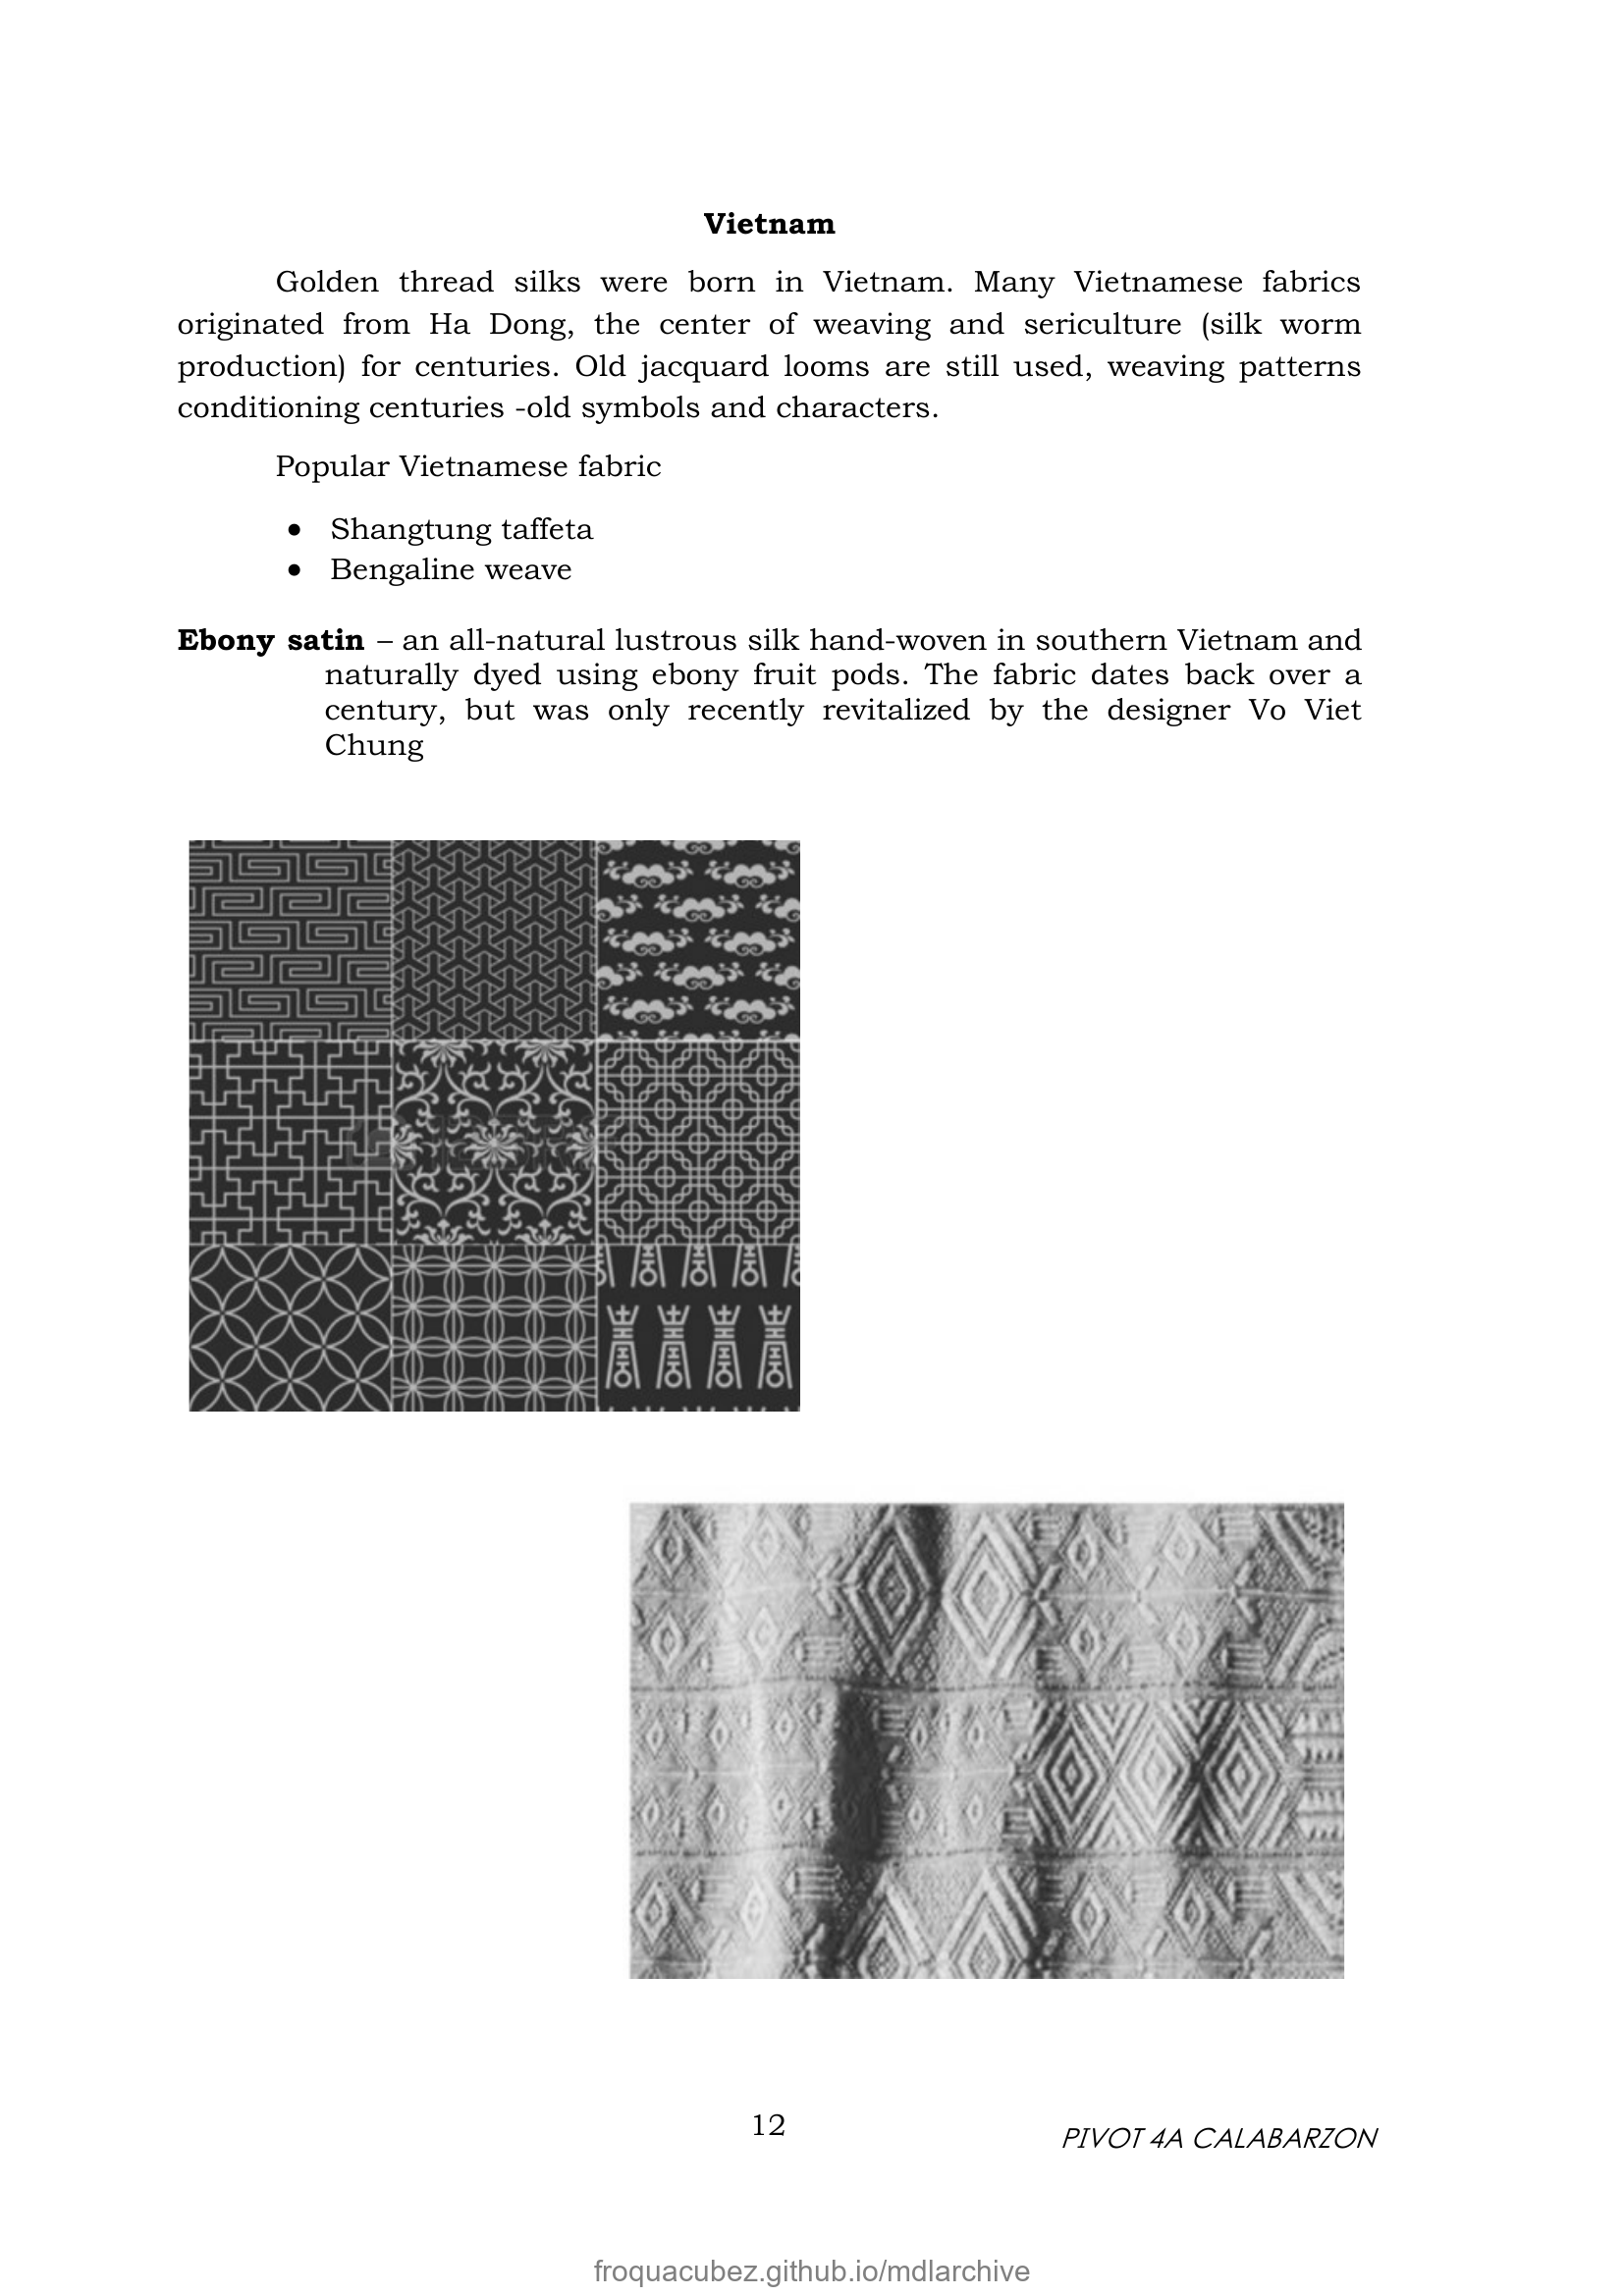 Vietnam
Golden thread silks were born in Vietnam. Many Vietnamese fabrics
originated from Ha Dong, the center of weaving and sericulture (silk worm
production) for centuries. Old jacquard looms are still used, weaving patterns
conditioning centuries -old symbols and characters.
Popular Vietnamese fabric
• Shangtung taffeta
• Bengaline weave
Ebony satin – an all-natural lustrous silk hand-woven in southern Vietnam and
naturally dyed using ebony fruit pods. The fabric dates back over a
century, but was only recently revitalized by the designer Vo Viet
Chung
12
PIVOT 4A CALABARZON
froquacubez.github.io/mdlarchive